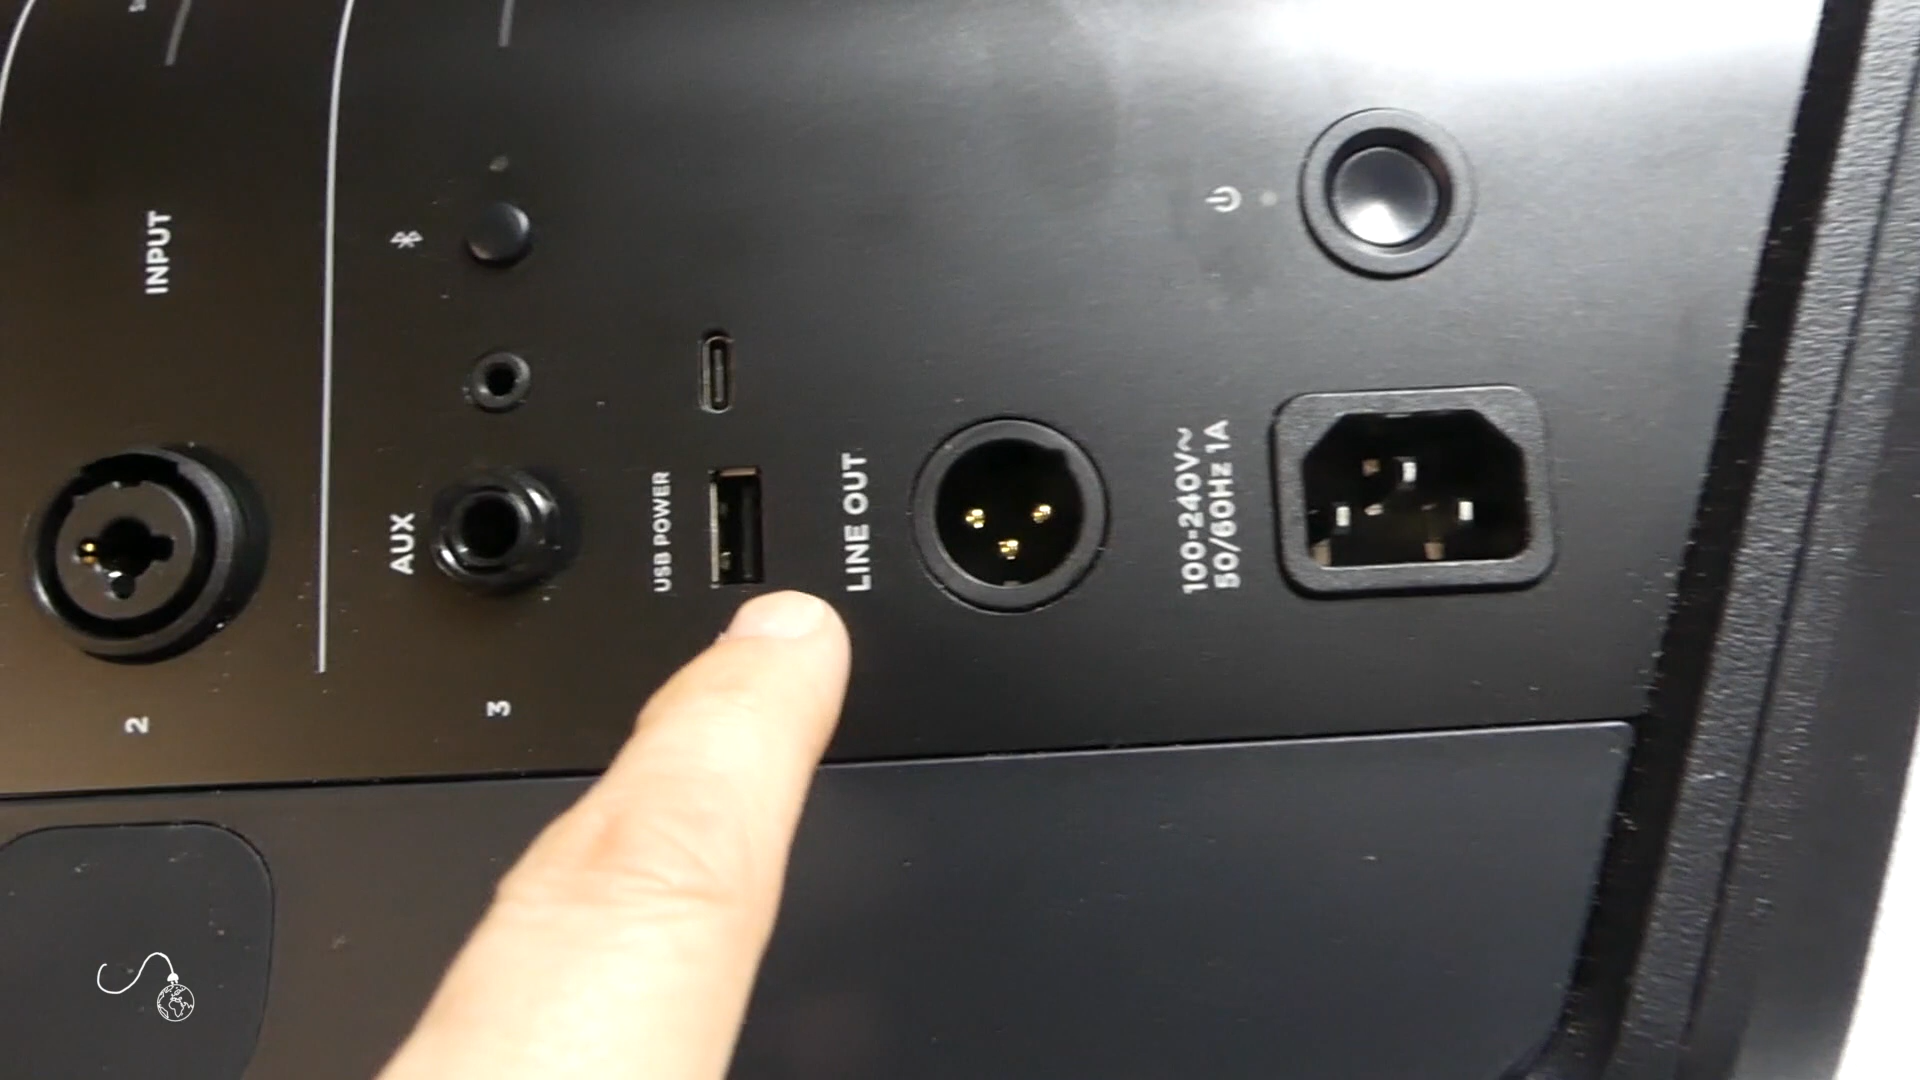 INPUT
2
AUX
3
USB POWER
LINE OUT
100-240V~
50/60Hz 1A